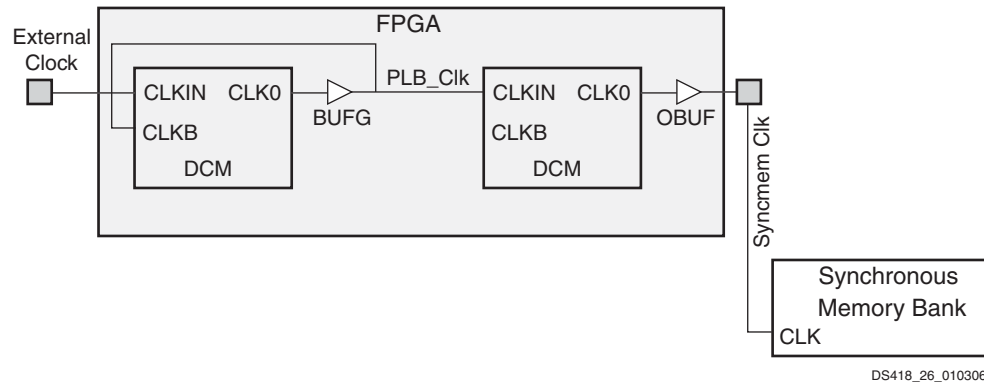 FPGA
External
Clock
CLKIN CLK0
CLKB
DCM
BUFG
PLB_Clk
CLKIN CLK0
CLKB
DCM
OBUF
Syncmem Clk
Synchronous
Memory Bank
CLK
DS418_26_010306